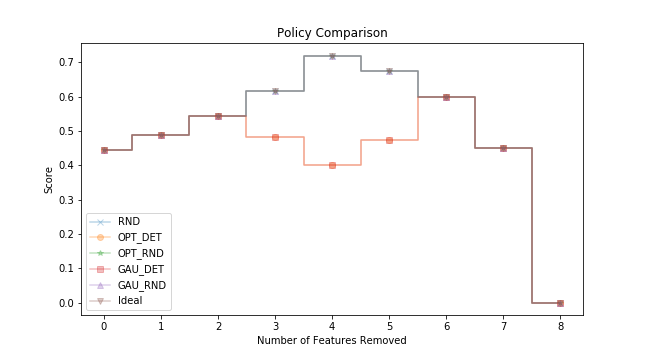 Policy Comparison
0.7
0.6
0.5
0.4
0.3
0.2
0.1
0.0
Score
RND
OPT_DET
OPT_RND
GAU_DET
GAU_RND
Ideal
0 1 2 3 4 5 6 7 8
Number of Features Removed